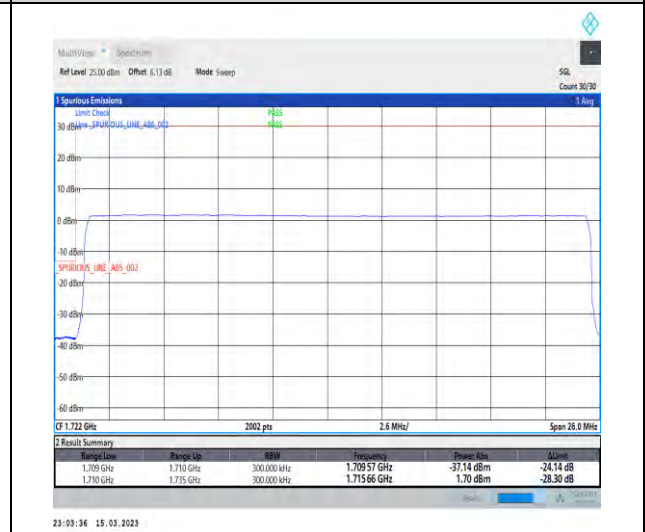 MultiView Spectrum
Ref Level 25.00 dBm Offset 6.13 dB Mode Sweep SGL
Count 30/30
1 Spurious Emissions 1 Avg
Limit Check PASS
30 dBm Line _SPURIOUS_LINE_ABS_002 PASS
20 dBm
10 dBm
0 dBm
-10 dBm
_SPURIOUS_LINE_ABS_002
-20 dBm
-30 dBm
-40 dBm
-50 dBm
-60 dBm
CF 1.722 GHz 2002 pts 2.6 MHz/ Span 26.0 MHz
2 Result Summary
Range Low Range Up RBW Frequency Power Abs ΔLimit
1.709 GHz 1.710 GHz 300.000 kHz 1.709 57 GHz -37.14 dBm -24.14 dB
1.710 GHz 1.735 GHz 300.000 kHz 1.715 66 GHz 1.70 dBm -28.30 dB
23:03:36 15.03.2023